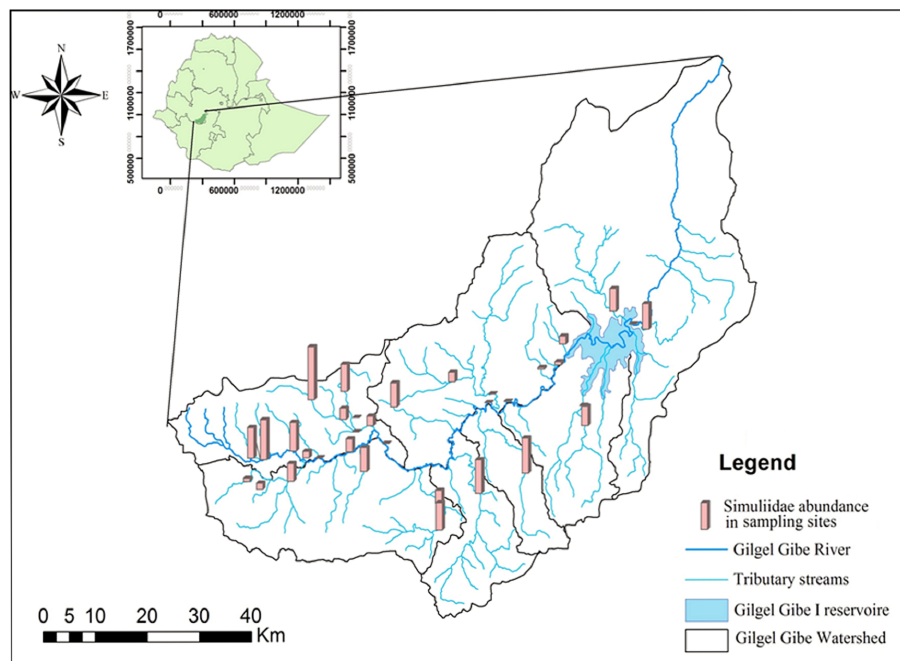 0 600000 1200000
N
W E
S
1700000
1100000
500000
1700000
1100000
500000
0 600000 1200000
Legend
Simuliidae abundance
in sampling sites
Gilgel Gibe River
Tributary streams
Gilgel Gibe I reservoire
Gilgel Gibe Watershed
0 5 10 20 30 40
Km